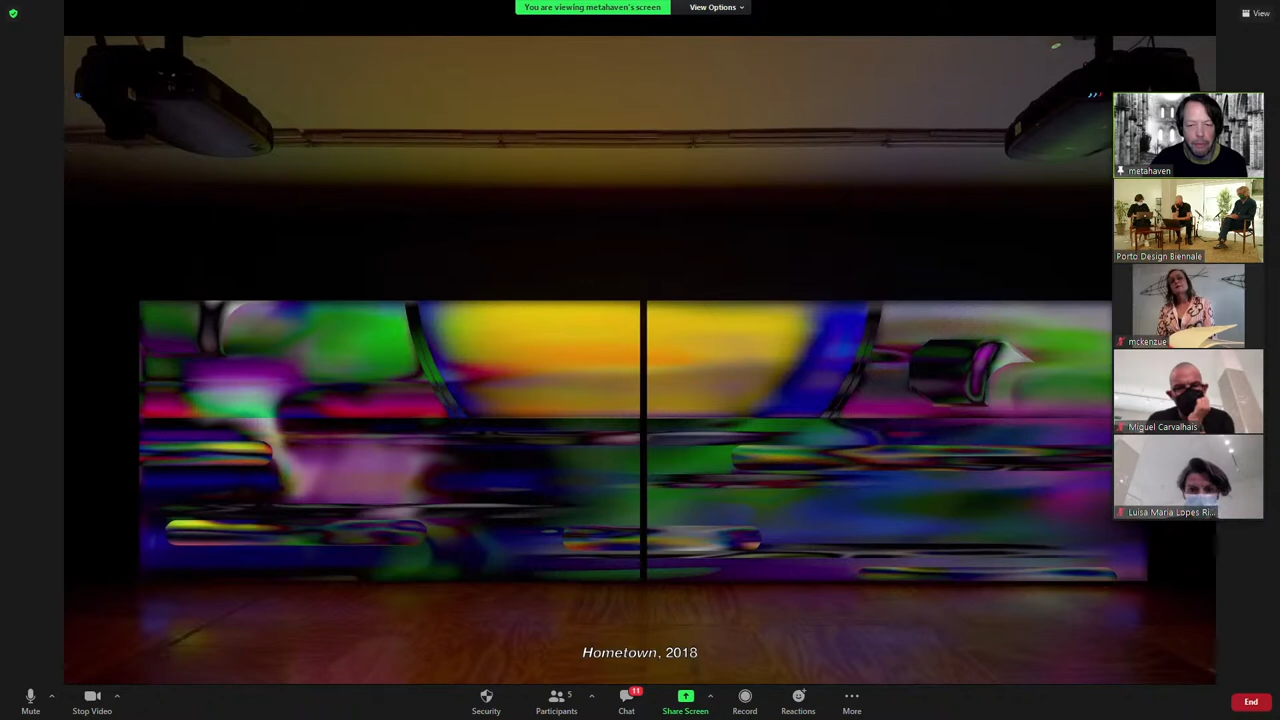 You are viewing metahaven's screen
View Options
View
metahaven
Porto Design Biennale
mckenzue
Miguel Carvalhais
Luisa Maria Lopes Ri...
Hometown, 2018
Mute
Stop Video
Security
5
Participants
11
Chat
Share Screen
Record
Reactions
More
End